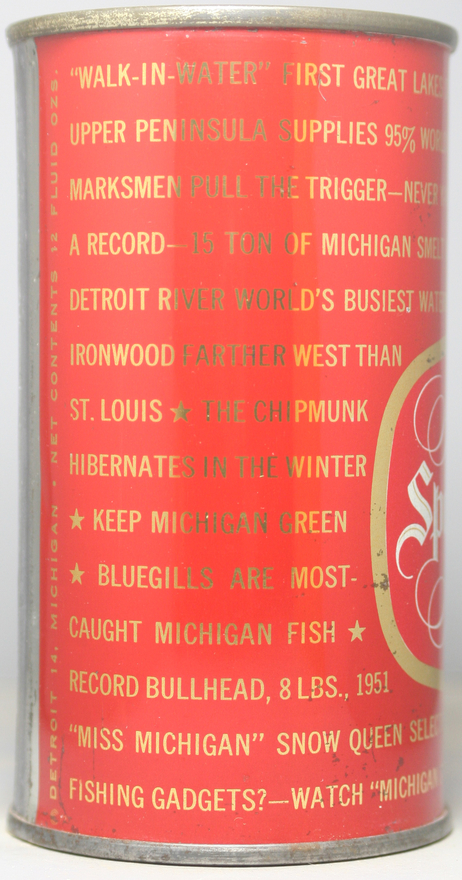 "WALK-IN-WATER" FIRST GREAT LAKE
UPPER PENINSULA SUPPLIES 95%
MARKSMEN PULL THE TRIGGER—NEVER
A RECORD—15 TON OF MICHIGAN SMEL
DETROIT RIVER WORLD'S BUSIEST WATE
IRONWOOD FARTHER WEST THAN
ST. LOUIS ★ THE CHIPMUNK
HIBERNATES IN THE WINTER
★ KEEP MICHIGAN GREEN
★ BLUEGILLS ARE MOST-
CAUGHT MICHIGAN FISH ★
RECORD BULLHEAD, 8 LBS., 1951
"MISS MICHIGAN" SNOW QUEEN SELEC
FISHING GADGETS?—WATCH "MICHIGAN
DETROIT 14, MICHIGAN • NET CONTENTS 12 FLUID OZS.
Sp